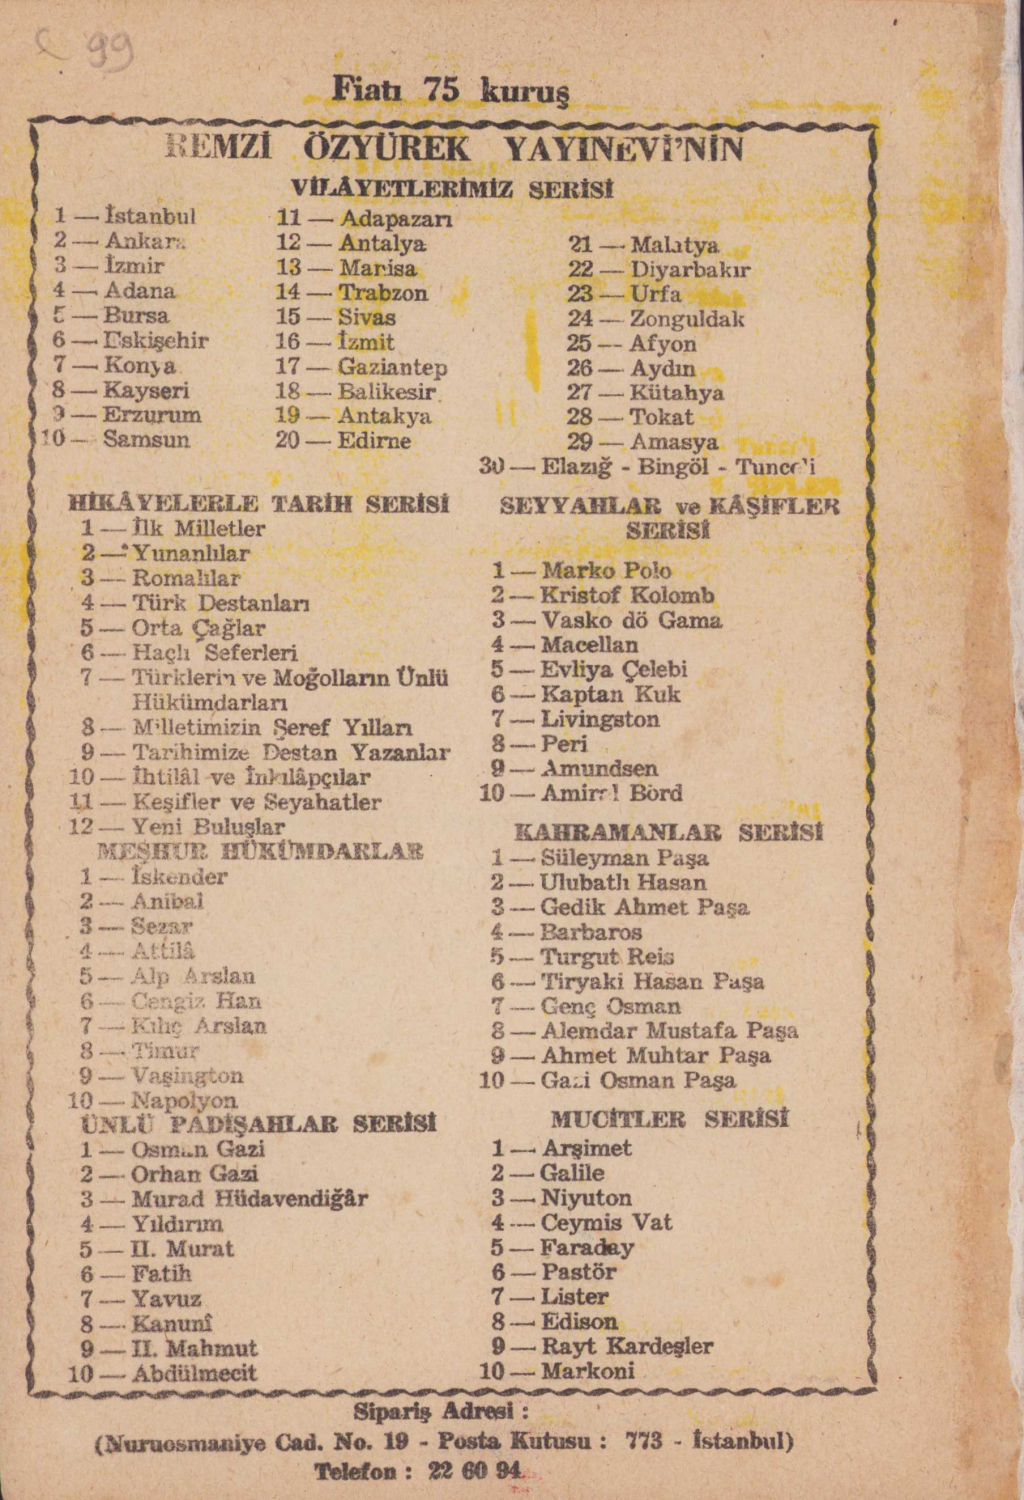 99
Fiatı 75 kuruş
REMZİ ÖZYÜREK YAYINEVİ'NİN
VİLÂYETLERİMİZ SERİSİ
1 — İstanbul
2 — Ankara
3 — İzmir
4 — Adana
5 — Bursa
6 — Eskişehir
7 — Konya
8 — Kayseri
9 — Erzurum
10 — Samsun
11 — Adapazarı
12 — Antalya
13 — Manisa
14 — Trabzon
15 — Sivas
16 — İzmit
17 — Gaziantep
18 — Balikesir
19 — Antakya
20 — Edirne
21 — Malatya
22 — Diyarbakır
23 — Urfa
24 — Zonguldak
25 — Afyon
26 — Aydın
27 — Kütahya
28 — Tokat
29 — Amasya
30 — Elazığ - Bingöl - Tunceli
HİKÂYELERLE TARİH SERİSİ
1 — İlk Milletler
2 — Yunanlılar
3 — Romalılar
4 — Türk Destanları
5 — Orta Çağlar
6 — Haçlı Seferleri
7 — Türklerin ve Moğolların Ünlü
Hükümdarları
8 — Milletimizin Şeref Yılları
9 — Tarihimize Destan Yazanlar
10 — İhtilâl ve İnkılâpçılar
11 — Keşifler ve Seyahatler
12 — Yeni Buluşlar
MEŞHUR HÜKÜMDARLAR
1 — İskender
2 — Anibal
3 — Sezar
4 — Attilâ
5 — Alp Arslan
6 — Cengiz Han
7 — Kılıç Arslan
8 — Timur
9 — Vaşington
10 — Napolyon
ÜNLÜ PADİŞAHLAR SERİSİ
1 — Osman Gazi
2 — Orhan Gazi
3 — Murad Hüdavendiğâr
4 — Yıldırım
5 — II. Murat
6 — Fatih
7 — Yavuz
8 — Kanunî
9 — II. Mahmut
10 — Abdülmecit
SEYYAHLAR ve KÂŞİFLER
SERİSİ
1 — Marko Polo
2 — Kristof Kolomb
3 — Vasko dö Gama
4 — Macellan
5 — Evliya Çelebi
6 — Kaptan Kuk
7 — Livingston
8 — Peri
9 — Amundsen
10 — Amiral Börd
KAHRAMANLAR SERİSİ
1 — Süleyman Paşa
2 — Ulubatlı Hasan
3 — Gedik Ahmet Paşa
4 — Barbaros
5 — Turgut Reis
6 — Tiryaki Hasan Paşa
7 — Genç Osman
8 — Alemdar Mustafa Paşa
9 — Ahmet Muhtar Paşa
10 — Gazi Osman Paşa
MUCİTLER SERİSİ
1 — Arşimet
2 — Galile
3 — Niyuton
4 — Ceymis Vat
5 — Faraday
6 — Pastör
7 — Lister
8 — Edison
9 — Rayt Kardeşler
10 — Markoni
Sipariş Adresi :
(Nuruosmaniye Cad. No. 19 - Posta Kutusu : 773 - İstanbul)
Telefon : 22 60 94